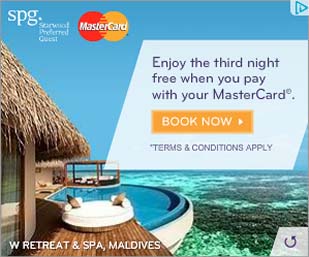 spg.
Starwood
Preferred
Guest
MasterCard
Enjoy the third night
free when you pay
with your MasterCard®.
BOOK NOW
*TERMS & CONDITIONS APPLY
W RETREAT & SPA, MALDIVES